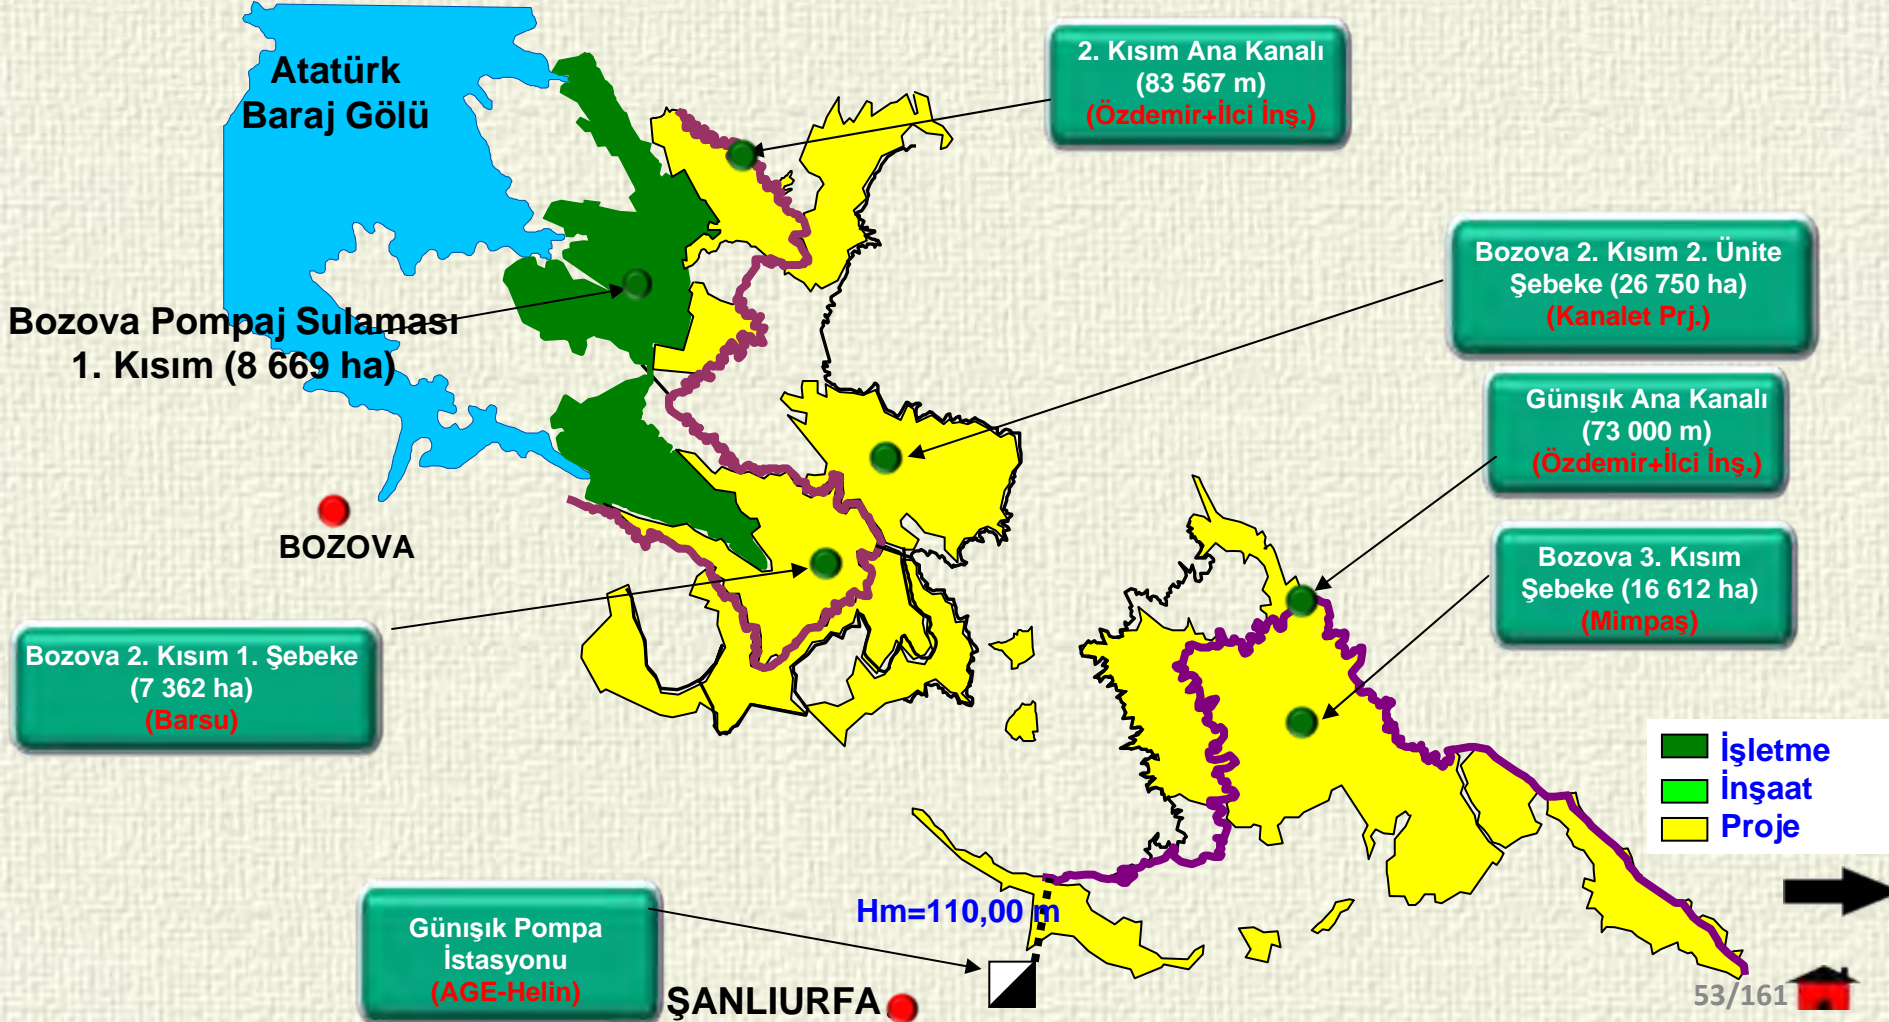 Atatürk
Baraj Gölü
2. Kısım Ana Kanalı
(83 567 m)
(Özdemir+İlci İnş.)
Bozova 2. Kısım 2. Ünite
Şebeke (26 750 ha)
(Kanalet Prj.)
Bozova Pompaj Sulaması
1. Kısım (8 669 ha)
Günışık Ana Kanalı
(73 000 m)
(Özdemir+İlci İnş.)
BOZOVA
Bozova 3. Kısım
Şebeke (16 612 ha)
(Mimpaş)
Bozova 2. Kısım 1. Şebeke
(7 362 ha)
(Barsu)
İşletme
İnşaat
Proje
Hm=110,00 m
Günışık Pompa
İstasyonu
(AGE-Helin)
ŞANLIURFA
53/161